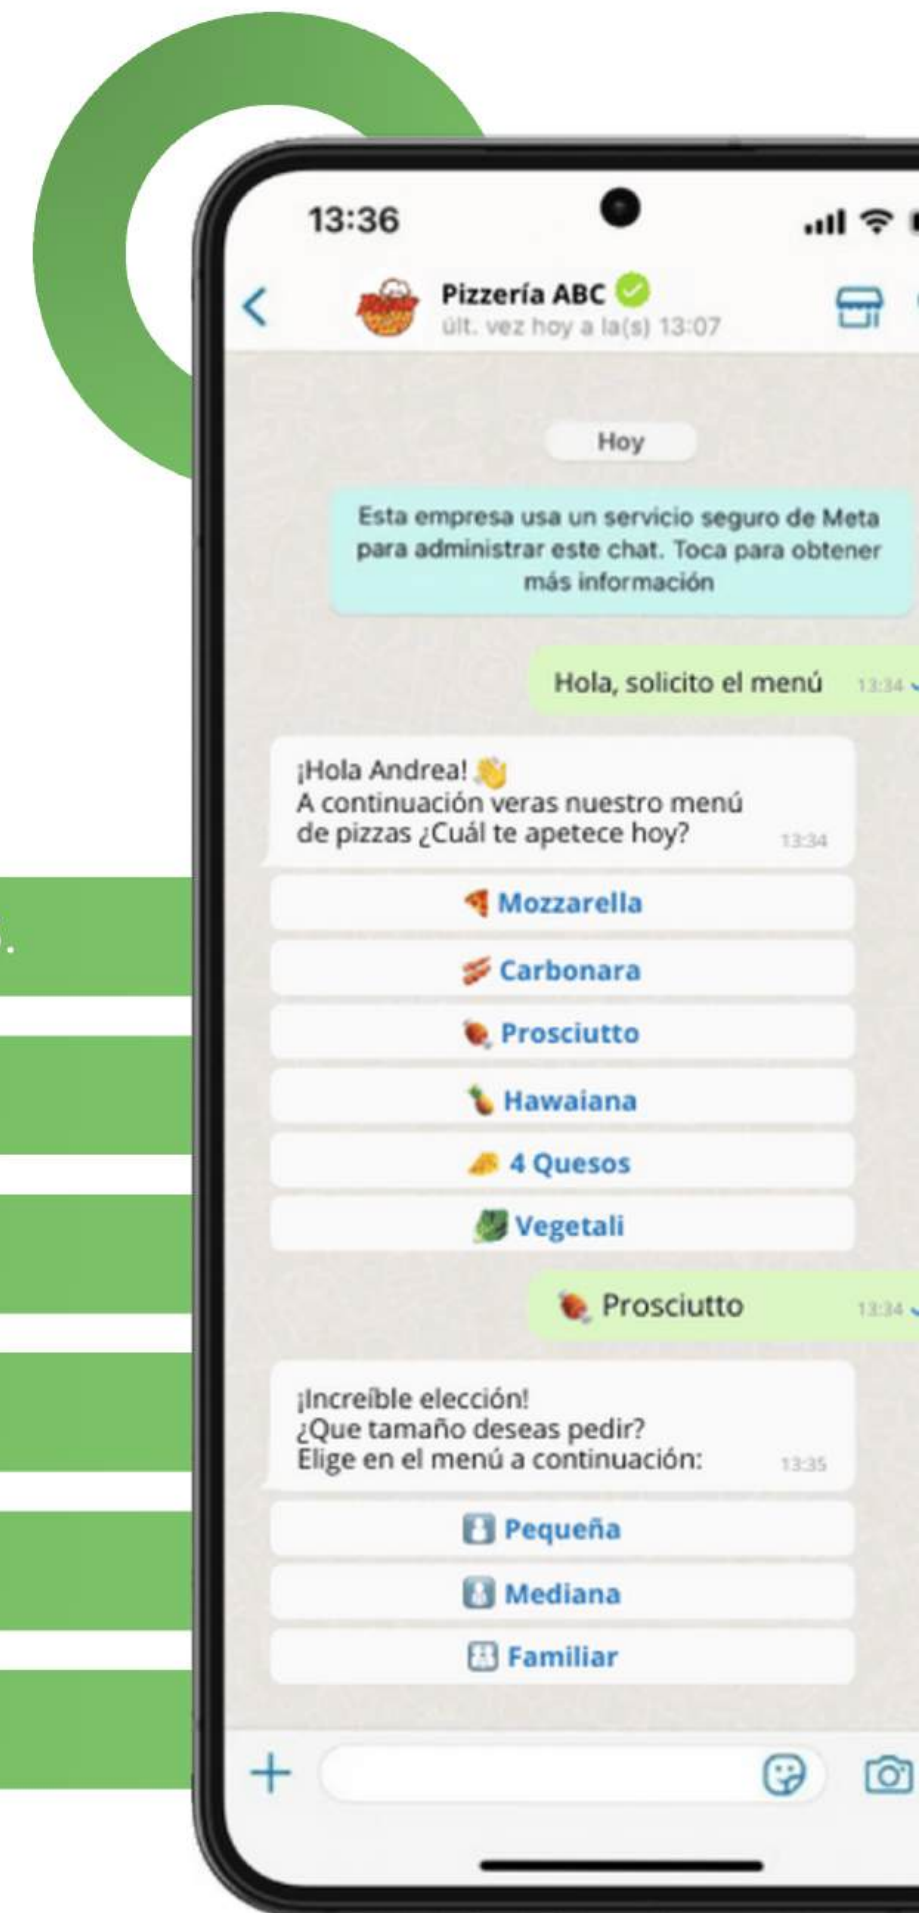 13:36
Pizzería ABC
últ. vez hoy a la(s) 13:07
Hoy
Esta empresa usa un servicio seguro de Meta
para administrar este chat. Toca para obtener
más información
Hola, solicito el menú 13:34
¡Hola Andrea! 👋
A continuación veras nuestro menú
de pizzas ¿Cuál te apetece hoy? 13:34
🍕 Mozzarella
🥓 Carbonara
🍖 Prosciutto
🍍 Hawaiana
🧀 4 Quesos
🥬 Vegetali
🍖 Prosciutto 13:34
¡Increíble elección!
¿Que tamaño deseas pedir?
Elige en el menú a continuación: 13:35
Pequeña
Mediana
Familiar